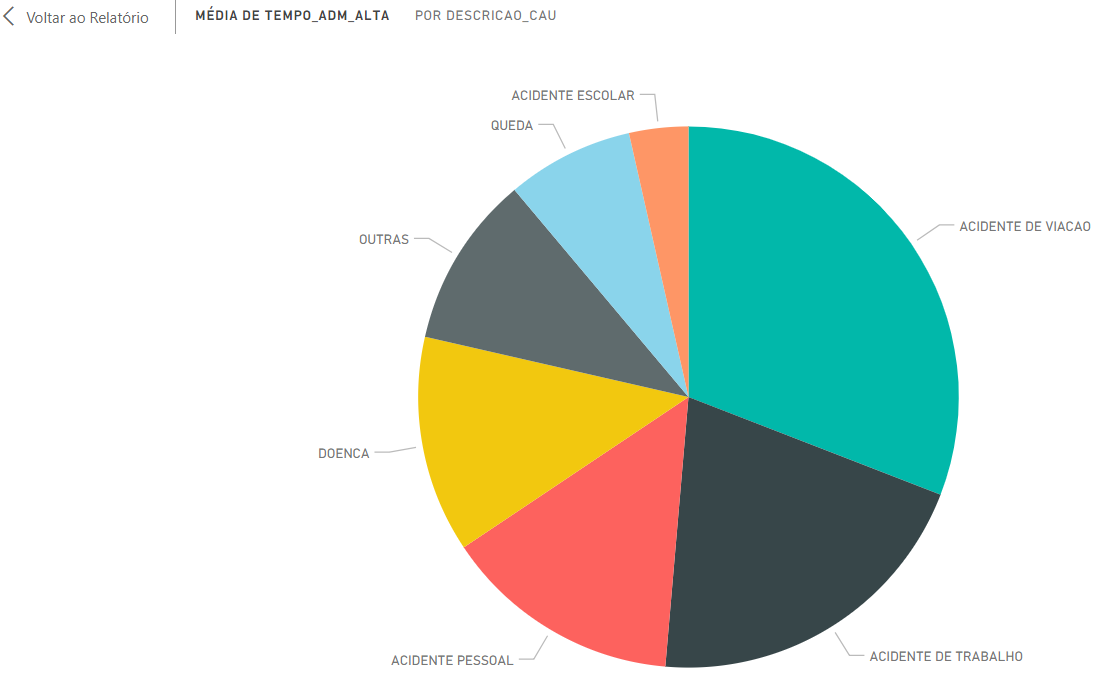 Voltar ao Relatório
MÉDIA DE TEMPO_ADM_ALTA POR DESCRICAO_CAU
ACIDENTE ESCOLAR
QUEDA
ACIDENTE DE VIACAO
OUTRAS
DOENCA
ACIDENTE PESSOAL
ACIDENTE DE TRABALHO